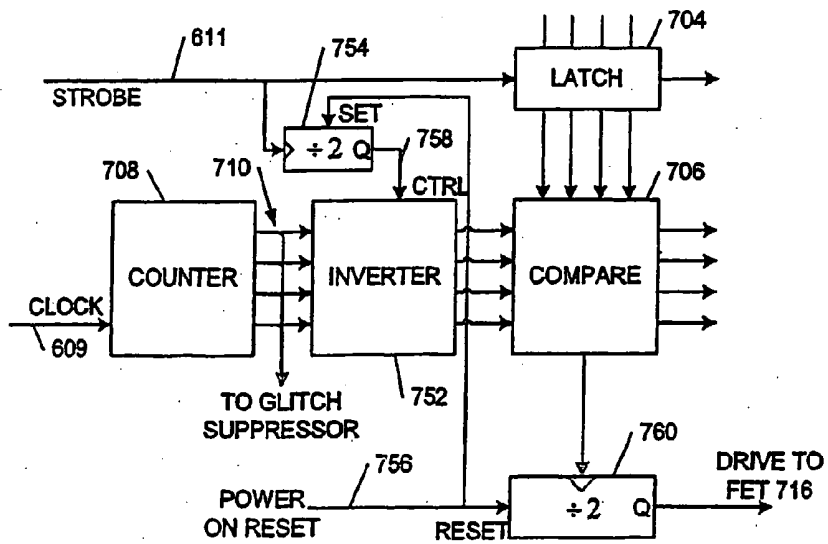 611
754
704
STROBE
LATCH
SET
÷2 Q
758
708
710
CTRL
706
COUNTER
INVERTER
COMPARE
CLOCK
609
TO GLITCH
SUPPRESSOR
752
756
760
POWER
ON RESET
RESET
÷2 Q
DRIVE TO
FET 716